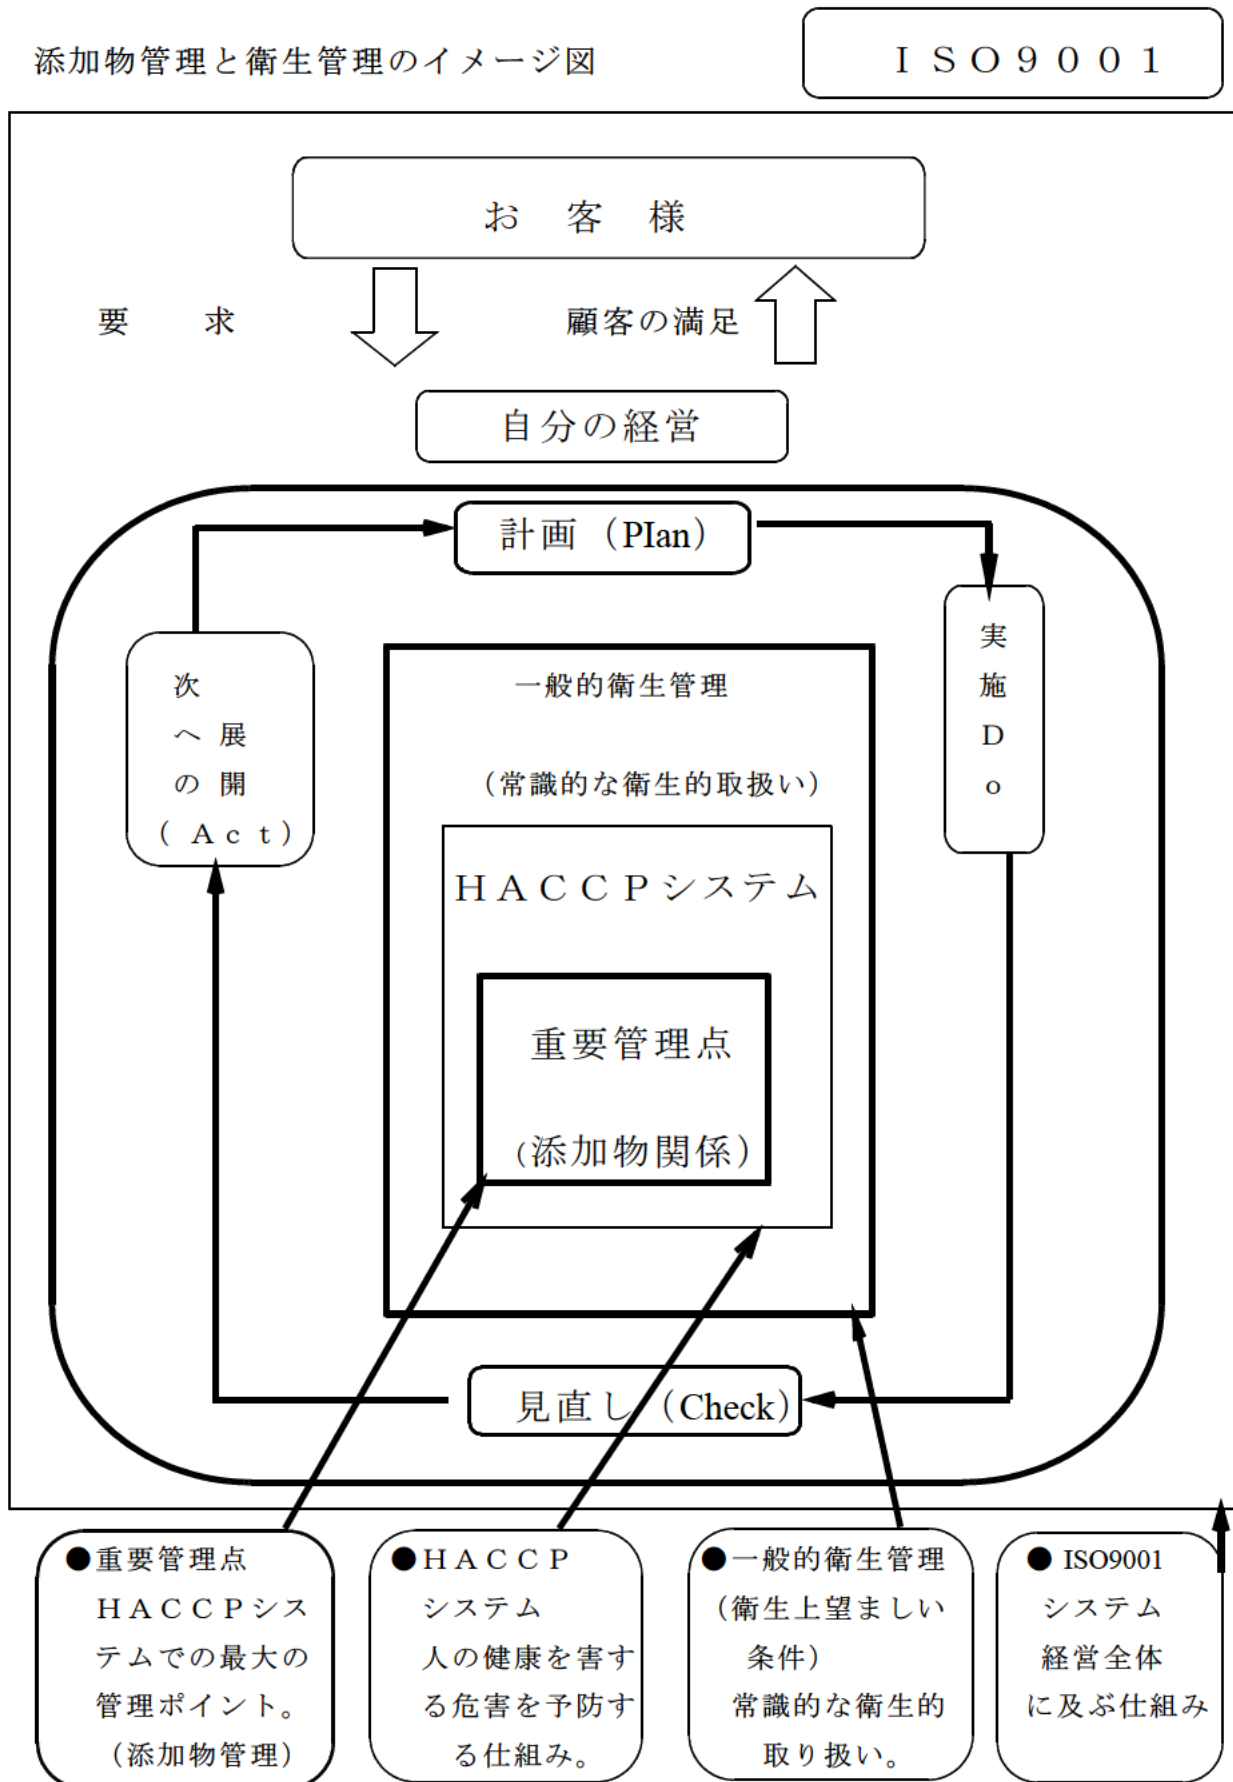 添加物管理と衛生管理のイメージ図
ＩＳＯ９００１
お客様
要求
顧客の満足
自分の経営
計画（PIan）
実施Ｄｏ
次への展開
（Ａｃｔ）
一般的衛生管理
（常識的な衛生的取扱い）
ＨＡＣＣＰシステム
重要管理点
（添加物関係）
見直し（Check）
●重要管理点
ＨＡＣＣＰシス
テムでの最大の
管理ポイント。
（添加物管理）
●ＨＡＣＣＰ
システム
人の健康を害す
る危害を予防す
る仕組み。
●一般的衛生管理
（衛生上望ましい
条件）
常識的な衛生的
取り扱い。
● ISO9001
システム
経営全体
に及ぶ仕組み